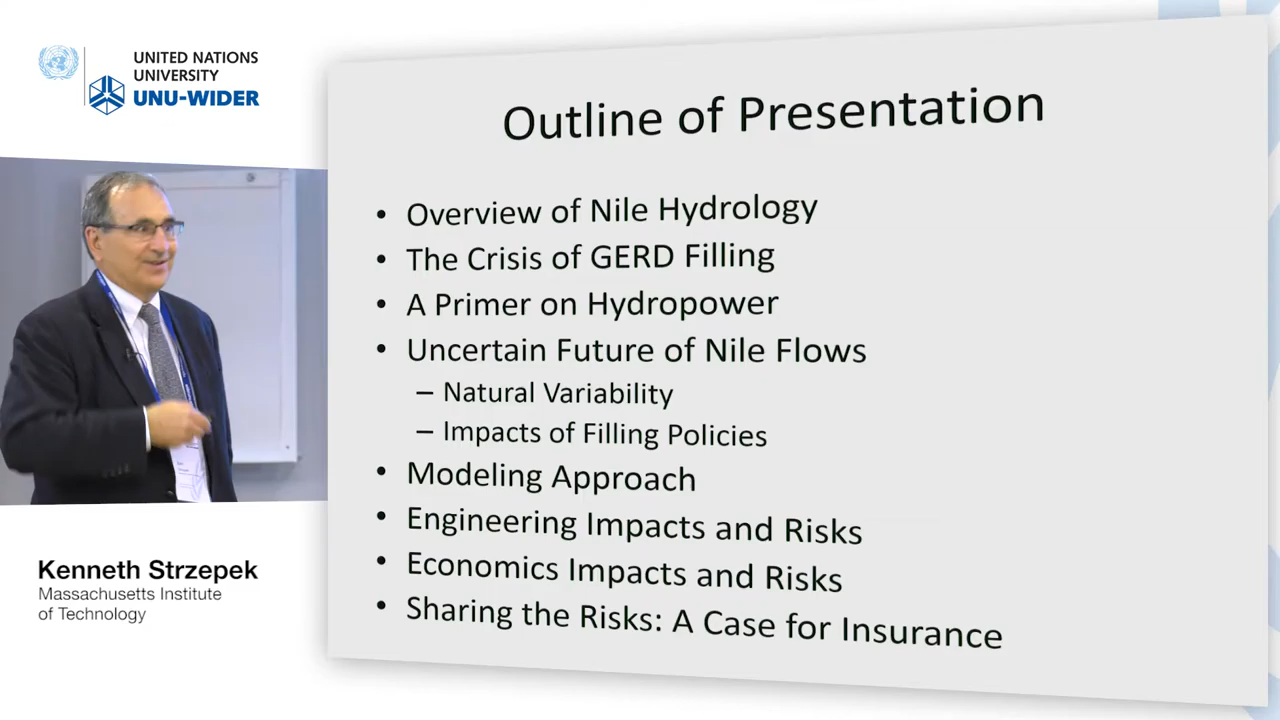 UNITED NATIONS
UNIVERSITY
UNU-WIDER
Outline of Presentation
• Overview of Nile Hydrology
• The Crisis of GERD Filling
• A Primer on Hydropower
• Uncertain Future of Nile Flows
– Natural Variability
– Impacts of Filling Policies
• Modeling Approach
• Engineering Impacts and Risks
• Economics Impacts and Risks
• Sharing the Risks: A Case for Insurance
Kenneth Strzepek
Massachusetts Institute
of Technology